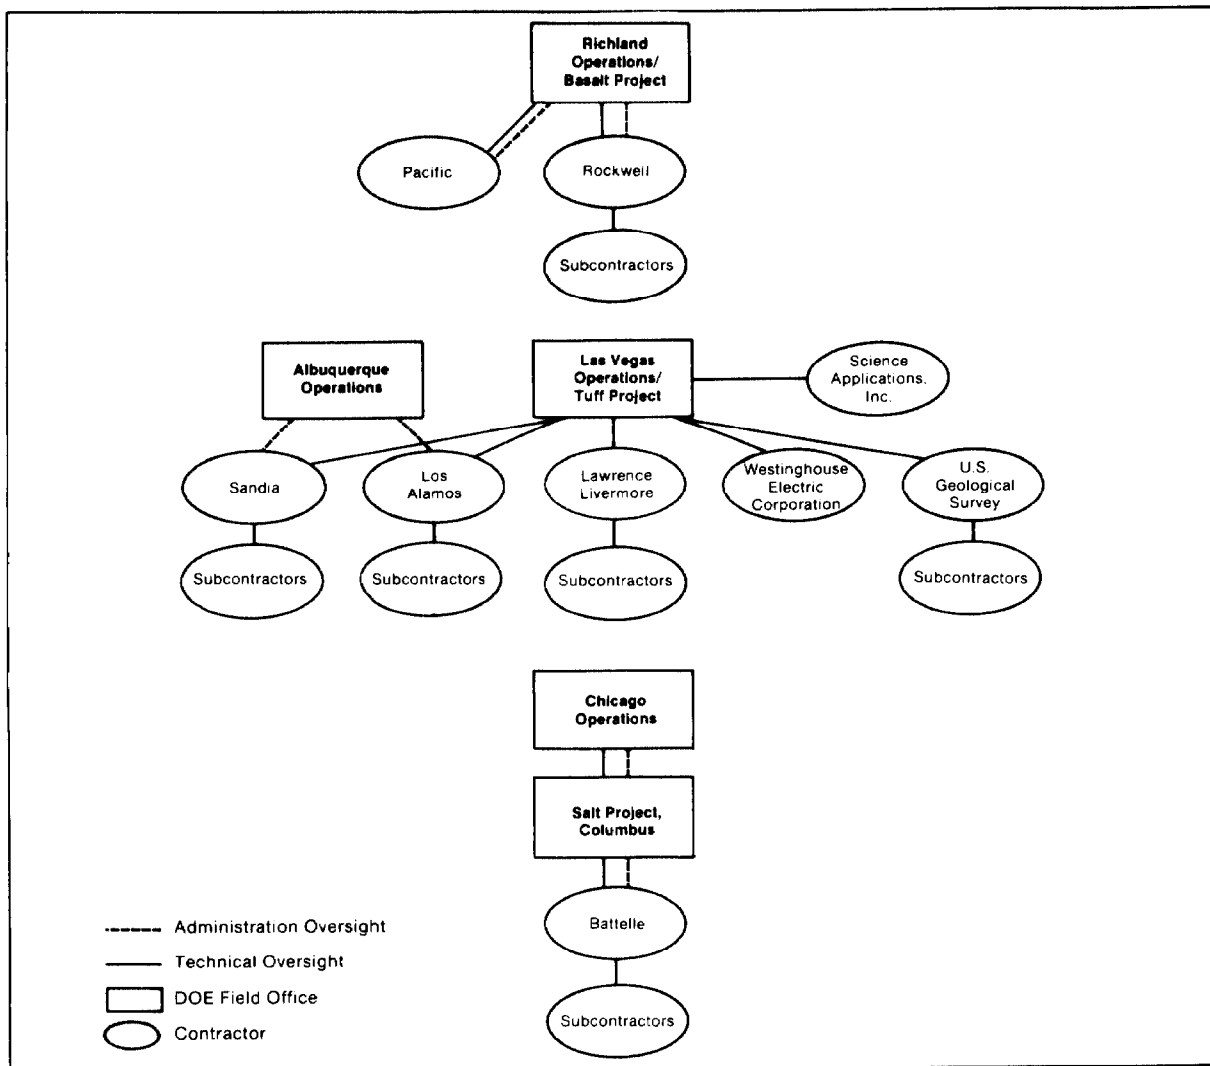 Richland
Operations/
Basalt Project
Pacific
Rockwell
Subcontractors
Albuquerque
Operations
Las Vegas
Operations/
Tuff Project
Science
Applications,
Inc.
Sandia
Los
Alamos
Lawrence
Livermore
Westinghouse
Electric
Corporation
U.S.
Geological
Survey
Subcontractors
Subcontractors
Subcontractors
Subcontractors
Chicago
Operations
Salt Project,
Columbus
Battelle
Subcontractors
Administration Oversight
Technical Oversight
DOE Field Office
Contractor